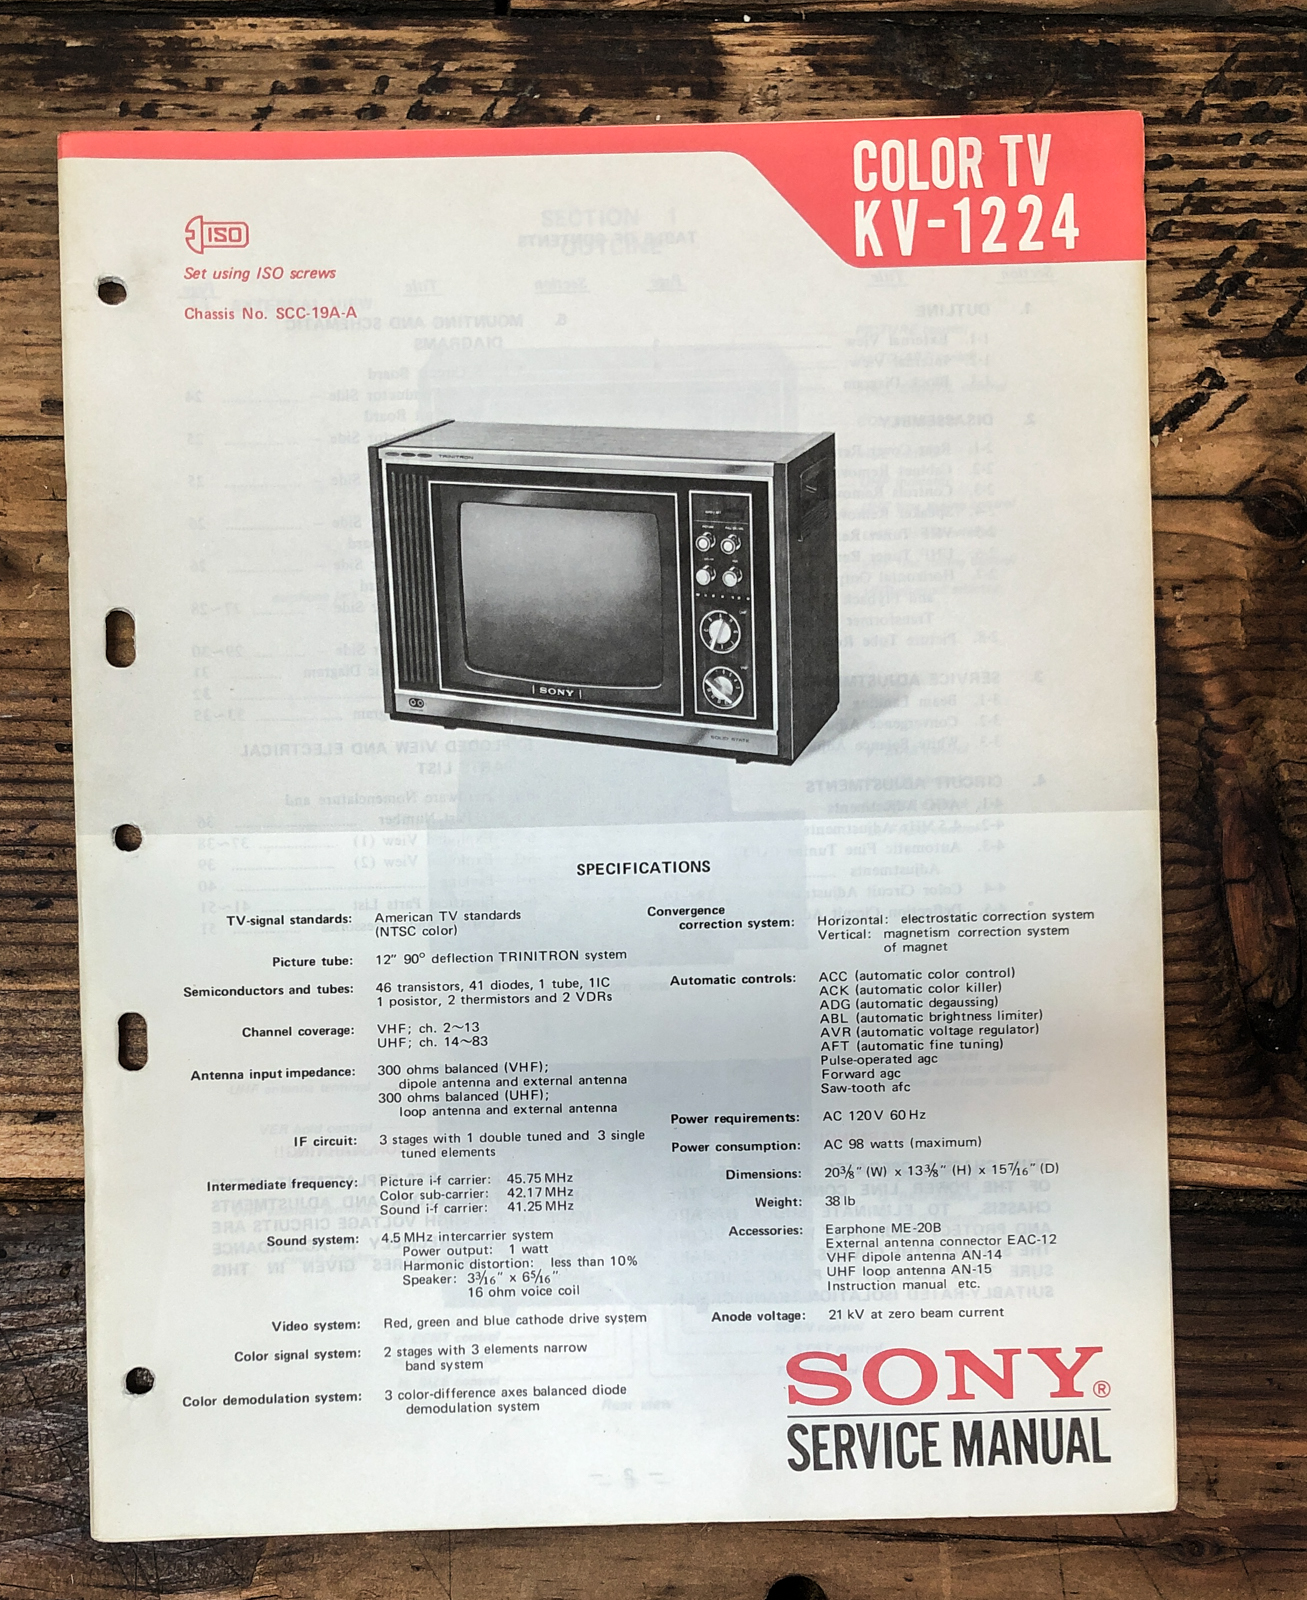 COLOR TV
KV-1224
ISO
Set using ISO screws
Chassis No. SCC-19A-A
TRINITRON
SONY
SOLID STATE
SPECIFICATIONS
TV-signal standards: American TV standards
(NTSC color)
Picture tube: 12" 90° deflection TRINITRON system
Semiconductors and tubes: 46 transistors, 41 diodes, 1 tube, 1IC
1 posistor, 2 thermistors and 2 VDRs
Channel coverage: VHF; ch. 2~13
UHF; ch. 14~83
Antenna input impedance: 300 ohms balanced (VHF);
dipole antenna and external antenna
300 ohms balanced (UHF);
loop antenna and external antenna
IF circuit: 3 stages with 1 double tuned and 3 single
tuned elements
Intermediate frequency: Picture i-f carrier: 45.75 MHz
Color sub-carrier: 42.17 MHz
Sound i-f carrier: 41.25 MHz
Sound system: 4.5 MHz intercarrier system
Power output: 1 watt
Harmonic distortion: less than 10%
Speaker: 3 3/16" x 6 5/16"
16 ohm voice coil
Video system: Red, green and blue cathode drive system
Color signal system: 2 stages with 3 elements narrow
band system
Color demodulation system: 3 color-difference axes balanced diode
demodulation system
Convergence
correction system: Horizontal: electrostatic correction system
Vertical: magnetism correction system
of magnet
Automatic controls: ACC (automatic color control)
ACK (automatic color killer)
ADG (automatic degaussing)
ABL (automatic brightness limiter)
AVR (automatic voltage regulator)
AFT (automatic fine tuning)
Pulse-operated agc
Forward agc
Saw-tooth afc
Power requirements: AC 120V 60 Hz
Power consumption: AC 98 watts (maximum)
Dimensions: 20 3/8" (W) x 13 3/8" (H) x 15 7/16" (D)
Weight: 38 lb
Accessories: Earphone ME-20B
External antenna connector EAC-12
VHF dipole antenna AN-14
UHF loop antenna AN-15
Instruction manual etc.
Anode voltage: 21 kV at zero beam current
SONY®
SERVICE MANUAL